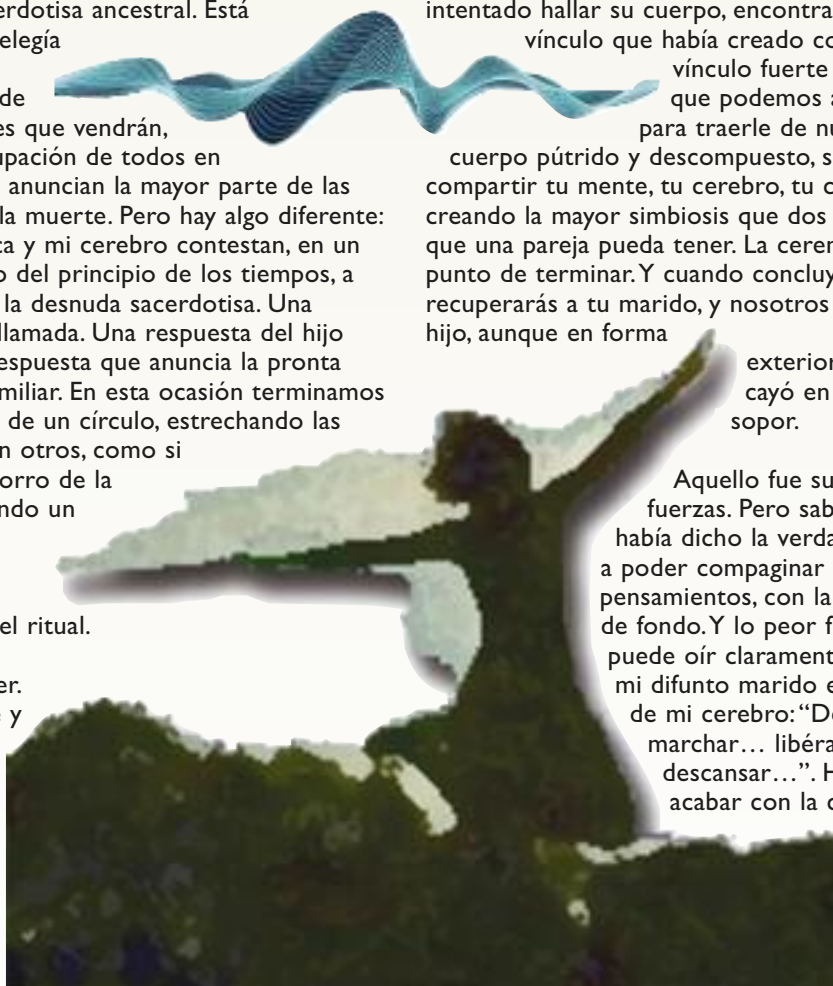 erdotisa ancestral. Está
elegía
de
es que vendrán,
upación de todos en
anuncian la mayor parte de las
la muerte. Pero hay algo diferente:
ca y mi cerebro contestan, en un
o del principio de los tiempos, a
la desnuda sacerdotisa. Una
llamada. Una respuesta del hijo
espuesta que anuncia la pronta
miliar. En esta ocasión terminamos
de un círculo, estrechando las
n otros, como si
orro de la
ndo un
el ritual.
er.
y
intentado hallar su cuerpo, encontra
vínculo que había creado co
vínculo fuerte
que podemos a
para traerle de nu
cuerpo pútrido y descompuesto, s
compartir tu mente, tu cerebro, tu c
creando la mayor simbiosis que dos
que una pareja pueda tener. La cerem
punto de terminar. Y cuando concluy
recuperarás a tu marido, y nosotros
hijo, aunque en forma
exterior
cayó en
sopor.
Aquello fue su
fuerzas. Pero sab
había dicho la verda
a poder compaginar
pensamientos, con la
de fondo. Y lo peor f
puede oír clarament
mi difunto marido e
de mi cerebro: “De
marchar… libéra
descansar…”. H
acabar con la c